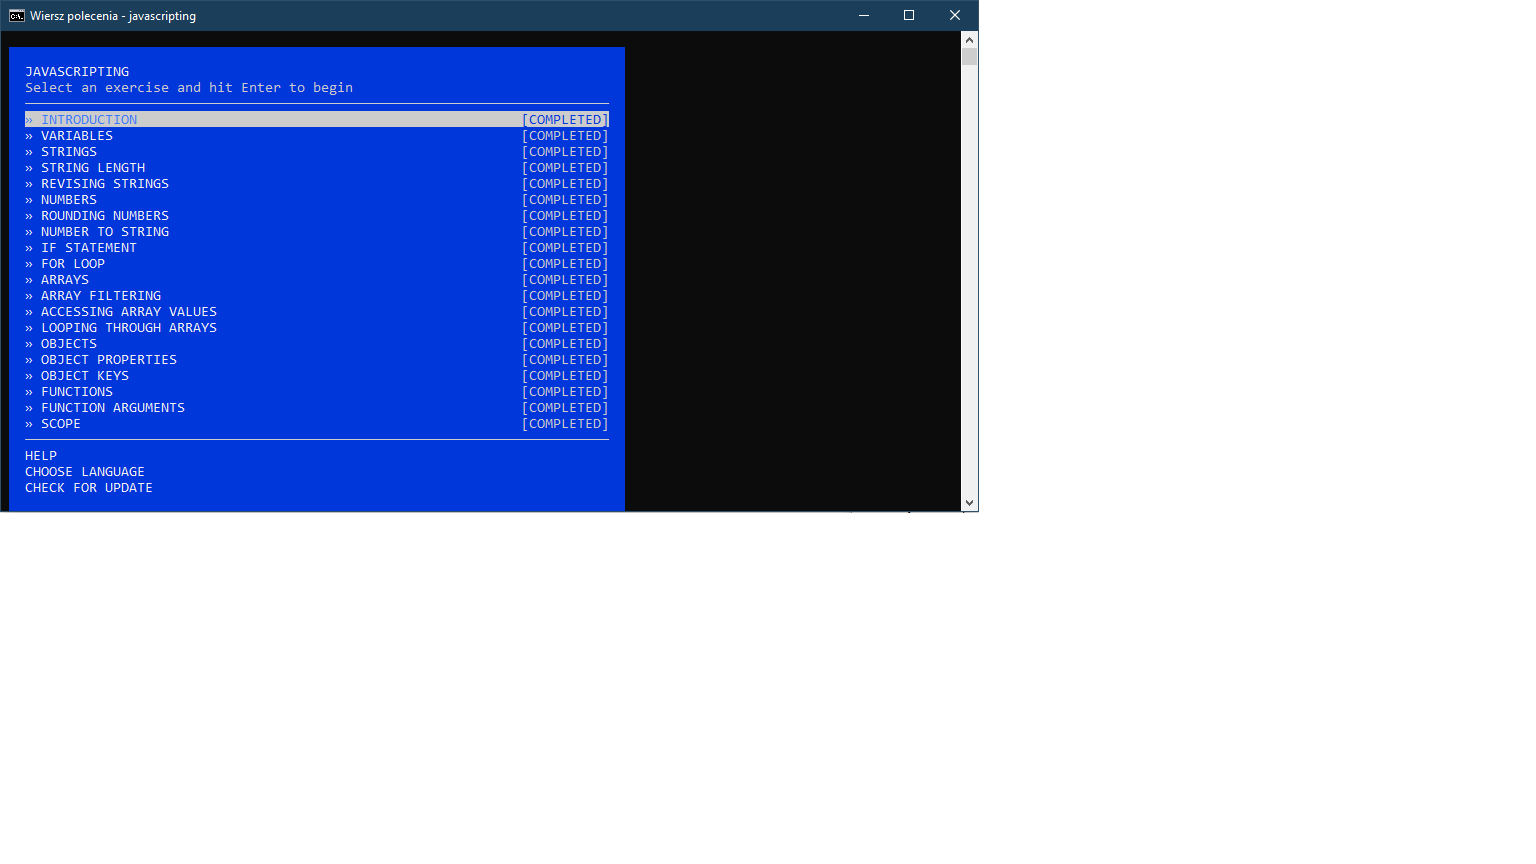 Wiersz polecenia - javascripting
JAVASCRIPTING
Select an exercise and hit Enter to begin
» INTRODUCTION [COMPLETED]
» VARIABLES [COMPLETED]
» STRINGS [COMPLETED]
» STRING LENGTH [COMPLETED]
» REVISING STRINGS [COMPLETED]
» NUMBERS [COMPLETED]
» ROUNDING NUMBERS [COMPLETED]
» NUMBER TO STRING [COMPLETED]
» IF STATEMENT [COMPLETED]
» FOR LOOP [COMPLETED]
» ARRAYS [COMPLETED]
» ARRAY FILTERING [COMPLETED]
» ACCESSING ARRAY VALUES [COMPLETED]
» LOOPING THROUGH ARRAYS [COMPLETED]
» OBJECTS [COMPLETED]
» OBJECT PROPERTIES [COMPLETED]
» OBJECT KEYS [COMPLETED]
» FUNCTIONS [COMPLETED]
» FUNCTION ARGUMENTS [COMPLETED]
» SCOPE [COMPLETED]
HELP
CHOOSE LANGUAGE
CHECK FOR UPDATE